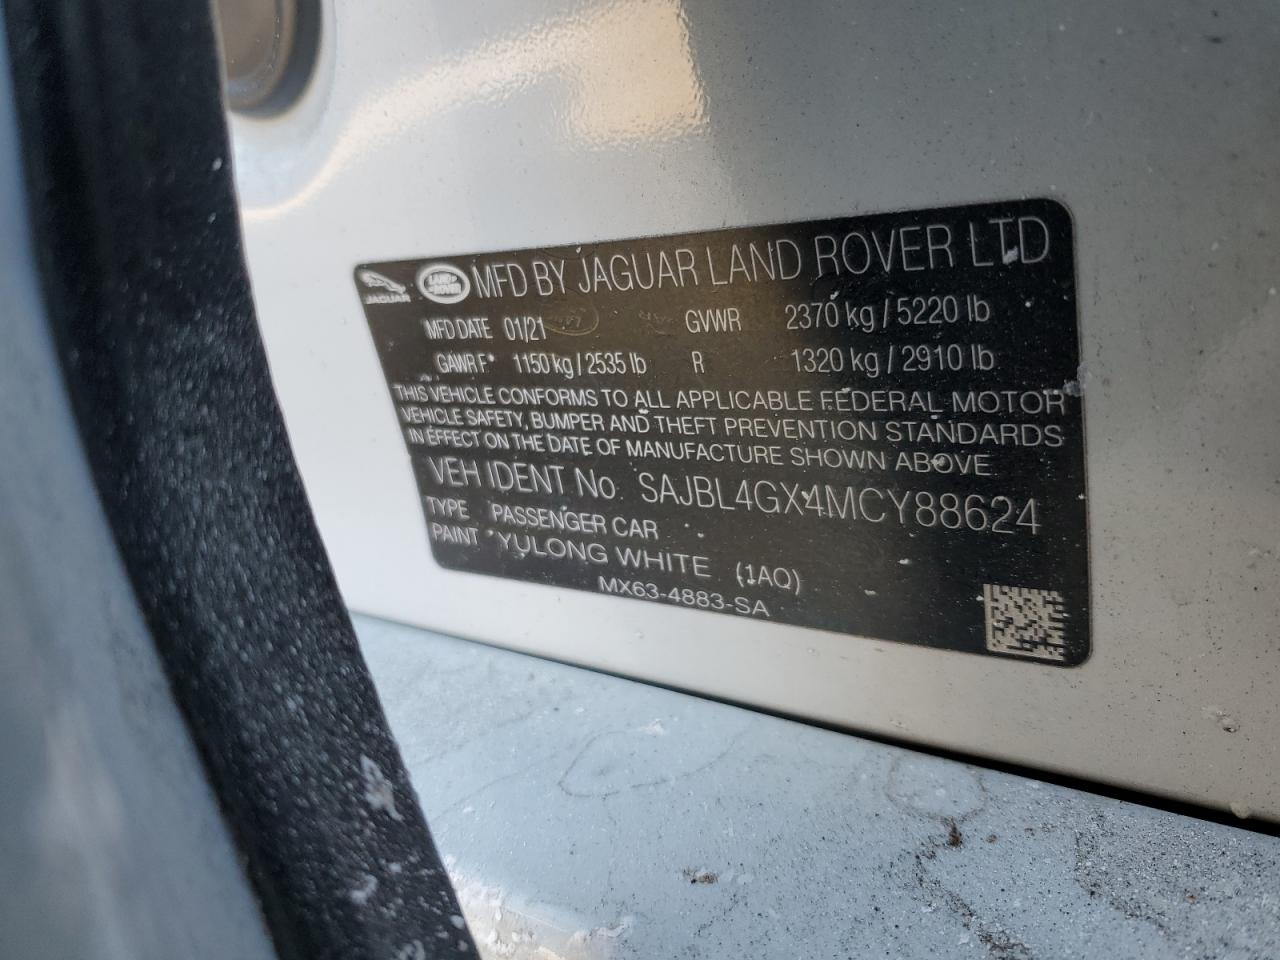 JAGUAR LAND ROVER MFD BY JAGUAR LAND ROVER LTD
MFD DATE 01/21 GVWR 2370 kg / 5220 lb
GAWR F* 1150 kg / 2535 lb R 1320 kg / 2910 lb
THIS VEHICLE CONFORMS TO ALL APPLICABLE FEDERAL MOTOR
VEHICLE SAFETY, BUMPER AND THEFT PREVENTION STANDARDS
IN EFFECT ON THE DATE OF MANUFACTURE SHOWN ABOVE
VEH IDENT No. SAJBL4GX4MCY88624
TYPE PASSENGER CAR
PAINT YULONG WHITE (1AQ)
MX63-4883-SA